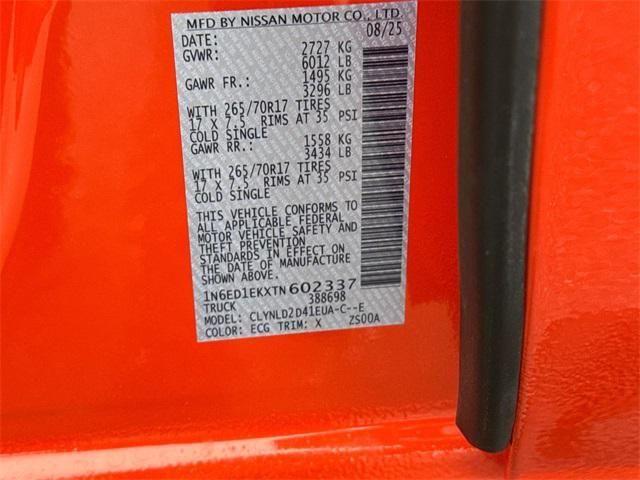 MFD BY NISSAN MOTOR CO., LTD.
DATE: 08/25
GVWR: 2727 KG
6012 LB
GAWR FR.: 1495 KG
3296 LB
WITH 265/70R17 TIRES
17 X 7.5 RIMS AT 35 PSI
COLD SINGLE
GAWR RR.: 1558 KG
3434 LB
WITH 265/70R17 TIRES
17 X 7.5 RIMS AT 35 PSI
COLD SINGLE
THIS VEHICLE CONFORMS TO
ALL APPLICABLE FEDERAL
MOTOR VEHICLE SAFETY AND
THEFT PREVENTION
STANDARDS IN EFFECT ON
THE DATE OF MANUFACTURE
SHOWN ABOVE.
1N6ED1EKXTN602337
TRUCK 388698
MODEL: CLYNLD2D41EUA-C--E
COLOR: ECG TRIM: X ZS00A